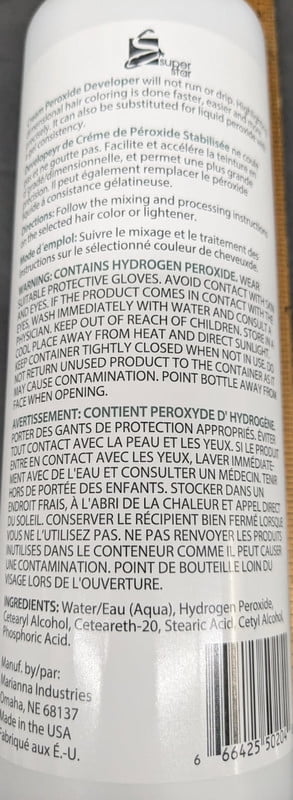 super
star
Cream Peroxide Developer will not run or drip. Highlighting
dimensional hair coloring is done faster, easier and more
It can also be substituted for liquid peroxide
consistency.
Développeur de Crème de Péroxide Stabilisée ne coule
et ne goutte pas. Facilite et accélère la teinture en
dimensionnelle, et permet une plus grande
Il peut également remplacer le péroxide
à consistance gélatineuse.
Directions: Follow the mixing and processing instructions
on the selected hair color or lightener.
Mode d'emploi: Suivre le mixage et le traitement des
instructions sur le sélectionné couleur de cheveuxde.
WARNING: CONTAINS HYDROGEN PEROXIDE. WEAR
SUITABLE PROTECTIVE GLOVES. AVOID CONTACT WITH SKIN
AND EYES. IF THE PRODUCT COMES IN CONTACT WITH THE
EYES, WASH IMMEDIATELY WITH WATER AND CONSULT A
PHYSICIAN. KEEP OUT OF REACH OF CHILDREN. STORE IN A
COOL PLACE AWAY FROM HEAT AND DIRECT SUNLIGHT.
KEEP CONTAINER TIGHTLY CLOSED WHEN NOT IN USE. DO
NOT RETURN UNUSED PRODUCT TO THE CONTAINER AS IT
MAY CAUSE CONTAMINATION. POINT BOTTLE AWAY FROM
FACE WHEN OPENING.
AVERTISSEMENT: CONTIENT PEROXYDE D' HYDROGÈNE.
PORTER DES GANTS DE PROTECTION APPROPRIÉS. ÉVITER
TOUT CONTACT AVEC LA PEAU ET LES YEUX. SI LE PRODUIT
ENTRE EN CONTACT AVEC LES YEUX, LAVER IMMÉDIATE-
MENT AVEC DE L'EAU ET CONSULTER UN MÉDECIN. TENIR
HORS DE PORTÉE DES ENFANTS. STOCKER DANS UN
ENDROIT FRAIS, À L'ABRI DE LA CHALEUR ET APPEL DIRECT
DU SOLEIL. CONSERVER LE RÉCIPIENT BIEN FERMÉ LORSQUE
VOUS NE L'UTILISEZ PAS. NE PAS RENVOYER LES PRODUITS
INUTILISES DANS LE CONTENEUR COMME IL PEUT CAUSER
UNE CONTAMINATION. POINT DE BOUTEILLE LOIN DU
VISAGE LORS DE L'OUVERTURE.
INGREDIENTS: Water/Eau (Aqua), Hydrogen Peroxide,
Cetearyl Alcohol, Ceteareth-20, Stearic Acid, Cetyl Alcohol,
Phosphoric Acid.
Manuf. by/par:
Marianna Industries
Omaha, NE 68137
Made in the USA
Fabriqué aux É.-U.
6 66425 50204